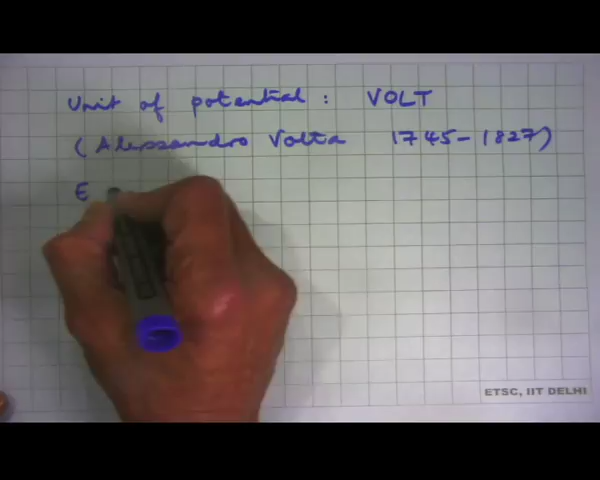 Unit of potential : VOLT
(Alessandro Volta 1745-1827)
E
ETSC, IIT DELHI